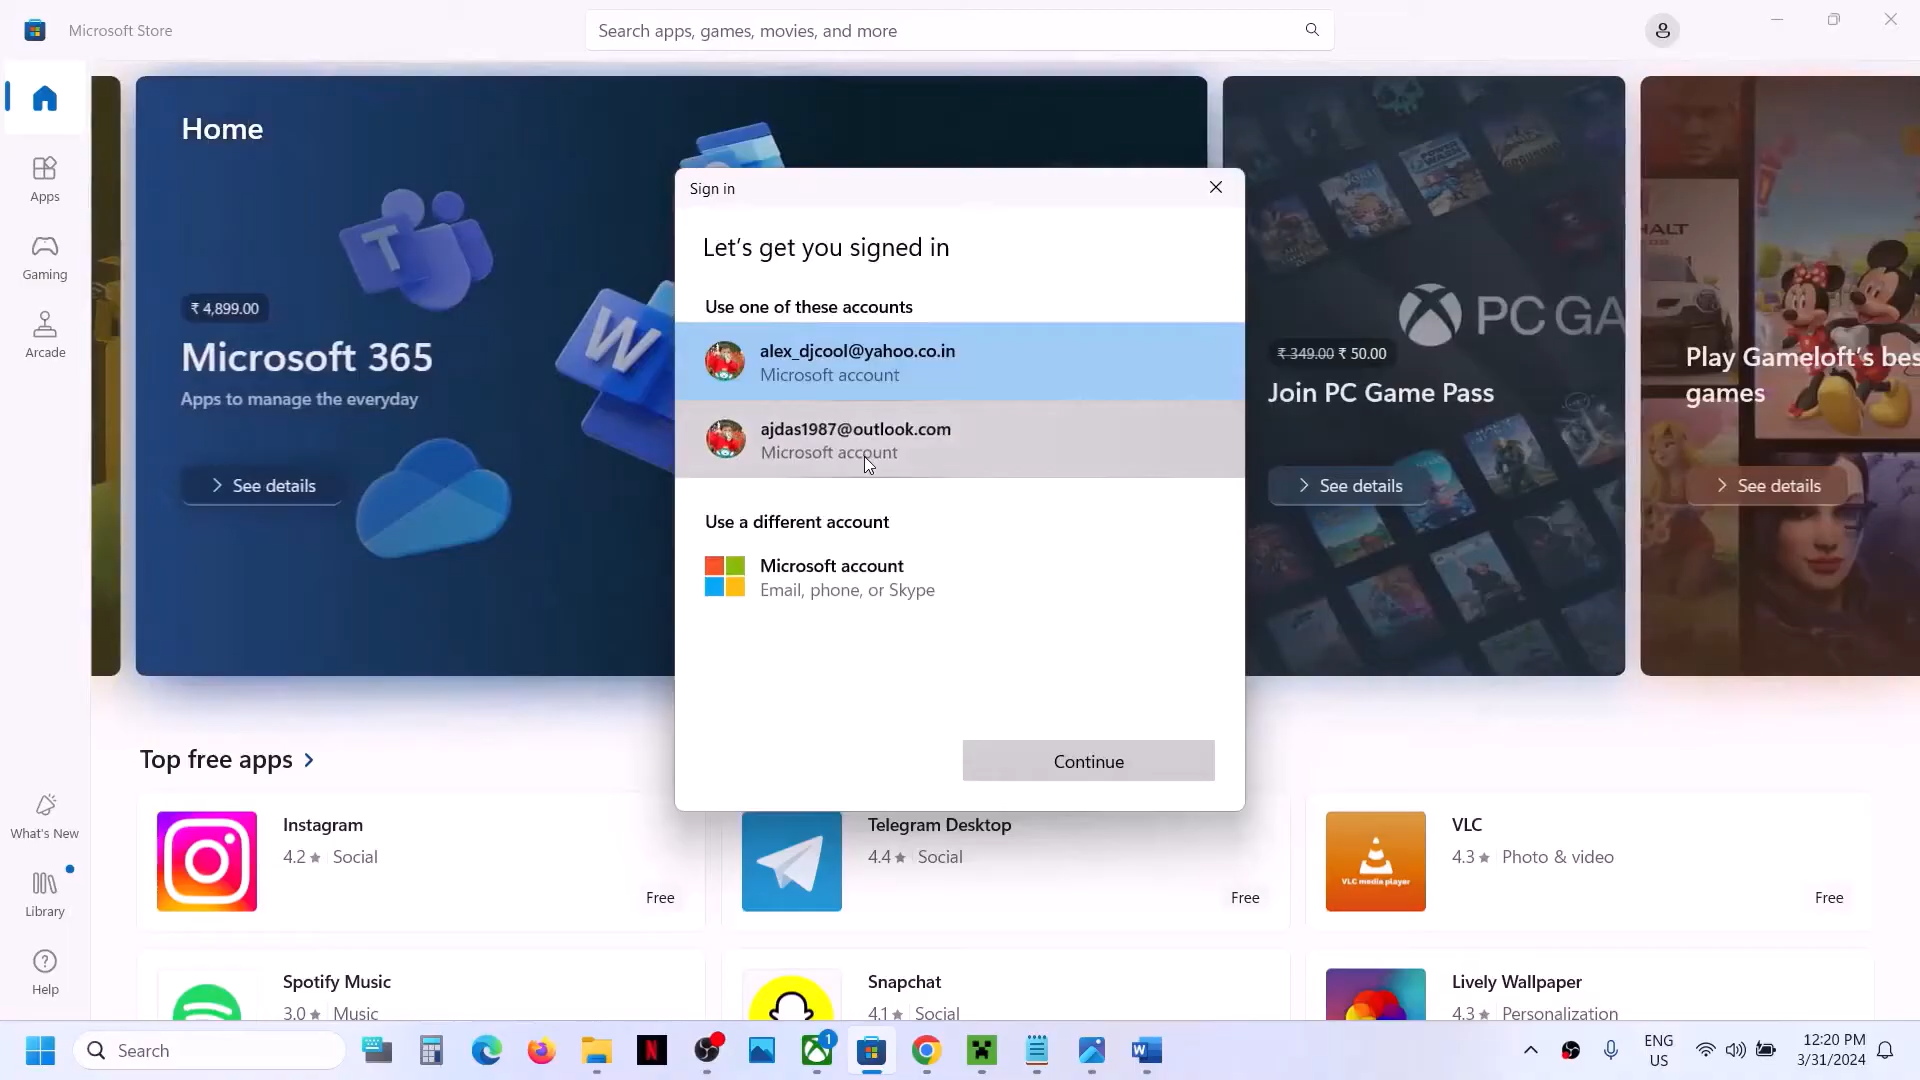 Microsoft Store
Search apps, games, movies, and more
Home
Apps
Gaming
Arcade
What's New
Library
Help
₹ 4,899.00
Microsoft 365
Apps to manage the everyday
See details
T
W
Sign in
Let's get you signed in
Use one of these accounts
alex_djcool@yahoo.co.in
Microsoft account
ajdas1987@outlook.com
Microsoft account
Use a different account
Microsoft account
Email, phone, or Skype
Continue
PC GA
₹ 349.00 ₹ 50.00
Join PC Game Pass
See details
Play Gameloft's bes
games
See details
Top free apps
Instagram
4.2 ★ Social
Free
Telegram Desktop
4.4 ★ Social
Free
VLC
4.3 ★ Photo & video
Free
VLC media player
Spotify Music
3.0 ★ Music
Snapchat
4.1 ★ Social
Lively Wallpaper
4.3 ★ Personalization
Search
N
1
W
ENG
US
12:20 PM
3/31/2024